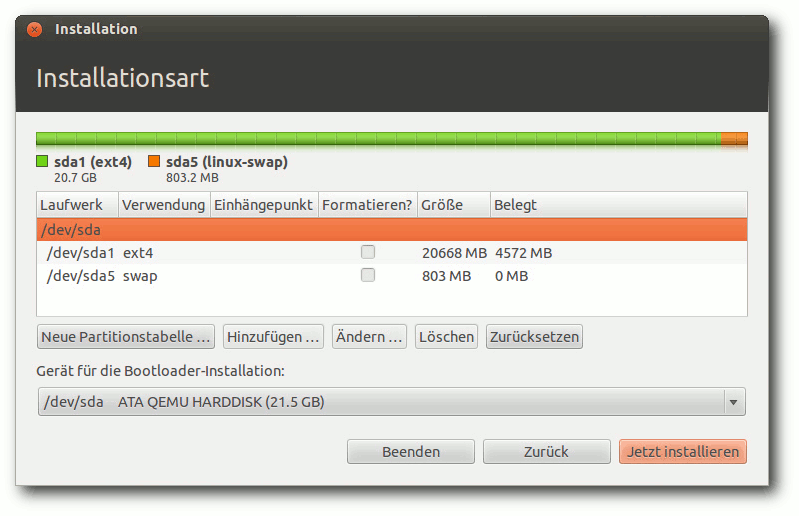 Installation
Installationsart
sda1 (ext4) sda5 (linux-swap)
20.7 GB 803.2 MB
Laufwerk Verwendung Einhängepunkt Formatieren? Größe Belegt
/dev/sda
/dev/sda1 ext4 20668 MB 4572 MB
/dev/sda5 swap 803 MB 0 MB
Neue Partitionstabelle ... Hinzufügen ... Ändern ... Löschen Zurücksetzen
Gerät für die Bootloader-Installation:
/dev/sda ATA QEMU HARDDISK (21.5 GB)
Beenden Zurück Jetzt installieren